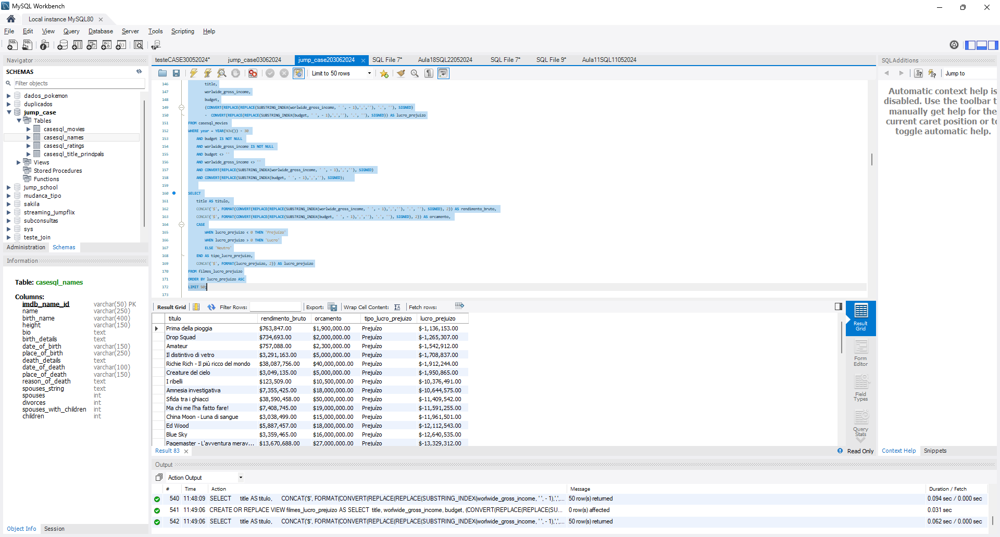 MySQL Workbench
Local instance MySQL80
File Edit View Query Database Server Tools Scripting Help
Navigator
SCHEMAS
Filter objects
dados_pokemon
duplicados
jump_case
Tables
casesql_movies
casesql_names
casesql_ratings
casesql_title_principals
Views
Stored Procedures
Functions
jump_school
mudanca_tipo
sakila
streaming_jumpflix
subconsultas
sys
teste_join
Administration Schemas
Information
Table: casesql_names
Columns:
imdb_name_id varchar(50) PK
name varchar(250)
birth_name varchar(400)
height varchar(150)
bio text
birth_details text
date_of_birth varchar(150)
place_of_birth varchar(250)
death_details text
date_of_death varchar(100)
place_of_death varchar(150)
reason_of_death text
spouses_string text
spouses int
divorces int
spouses_with_children int
children int
Object Info Session
testeCASE30052024* jump_case03062024 jump_case203062024 SQL File 7* Aula18SQL22052024 SQL File 7* SQL File 9* Aula11SQL11052024
Limit to 50 rows
146 title,
147 worlwide_gross_income,
148 budget,
149 (CONVERT(REPLACE(REPLACE(SUBSTRING_INDEX(worlwide_gross_income, ' ', - 1),',',''), '.', ''), SIGNED)
150 - CONVERT(REPLACE(REPLACE(SUBSTRING_INDEX(budget, ' ', - 1),',',''), '.', ''), SIGNED)) AS lucro_prejuizo
151 FROM casesql_movies
152 WHERE year = YEAR(NOW()) - 30
153 AND budget IS NOT NULL
154 AND worlwide_gross_income IS NOT NULL
155 AND budget <> ''
156 AND worlwide_gross_income <> ''
157 AND CONVERT(REPLACE(SUBSTRING_INDEX(worlwide_gross_income, ' ', - 1),',',''), SIGNED)
158 AND CONVERT(REPLACE(SUBSTRING_INDEX(budget, ' ', - 1),',',''), SIGNED);
159
160 SELECT
161 title AS titulo,
162 CONCAT('$', FORMAT(CONVERT(REPLACE(REPLACE(SUBSTRING_INDEX(worlwide_gross_income, ' ', - 1),',',''), '.', ''), SIGNED), 2)) AS rendimento_bruto,
163 CONCAT('$', FORMAT(CONVERT(REPLACE(REPLACE(SUBSTRING_INDEX(budget, ' ', - 1),',',''), '.', ''), SIGNED), 2)) AS orcamento,
164 CASE
165 WHEN lucro_prejuizo < 0 THEN 'Prejuízo'
166 WHEN lucro_prejuizo > 0 THEN 'Lucro'
167 ELSE 'Neutro'
168 END AS tipo_lucro_prejuizo,
169 CONCAT('$', FORMAT(lucro_prejuizo, 2)) AS lucro_prejuizo
170 FROM filmes_lucro_prejuizo
171 ORDER BY lucro_prejuizo ASC
172 LIMIT 50;
173
Result Grid Filter Rows: Export: Wrap Cell Content: Fetch rows:
titulo rendimento_bruto orcamento tipo_lucro_prejuizo lucro_prejuizo
Prima della pioggia $763,847.00 $1,900,000.00 Prejuízo $-1,136,153.00
Drop Squad $734,693.00 $2,000,000.00 Prejuízo $-1,265,307.00
Amateur $757,088.00 $2,300,000.00 Prejuízo $-1,542,912.00
Il distintivo di vetro $3,291,163.00 $5,000,000.00 Prejuízo $-1,708,837.00
Richie Rich - Il più ricco del mondo $38,087,756.00 $40,000,000.00 Prejuízo $-1,912,244.00
Creature del cielo $3,049,135.00 $5,000,000.00 Prejuízo $-1,950,865.00
I ribelli $123,509.00 $10,500,000.00 Prejuízo $-10,376,491.00
Amnesia investigativa $7,355,425.00 $18,000,000.00 Prejuízo $-10,644,575.00
Sfida tra i ghiacci $38,590,458.00 $50,000,000.00 Prejuízo $-11,409,542.00
Ma chi me l'ha fatto fare! $7,408,745.00 $19,000,000.00 Prejuízo $-11,591,255.00
China Moon - Luna di sangue $3,038,499.00 $15,000,000.00 Prejuízo $-11,961,501.00
Ed Wood $5,887,457.00 $18,000,000.00 Prejuízo $-12,112,543.00
Blue Sky $3,359,465.00 $16,000,000.00 Prejuízo $-12,640,535.00
Pagemaster - L'avventura merav... $13,670,688.00 $27,000,000.00 Prejuízo $-13,329,312.00
Result Grid
Form Editor
Field Types
Query Stats
Result 83
Read Only
Output
Action Output
# Time Action Message Duration / Fetch
540 11:48:09 SELECT title AS titulo, CONCAT('$', FORMAT(CONVERT(REPLACE(REPLACE(SUBSTRING_INDEX(worlwide_gross_income, ' ', - 1),',',... 50 row(s) returned 0.094 sec / 0.000 sec
541 11:49:06 CREATE OR REPLACE VIEW filmes_lucro_prejuizo AS SELECT title, worlwide_gross_income, budget, (CONVERT(REPLACE(REPLACE(SU... 0 row(s) affected 0.031 sec
542 11:49:06 SELECT title AS titulo, CONCAT('$', FORMAT(CONVERT(REPLACE(REPLACE(SUBSTRING_INDEX(worlwide_gross_income, ' ', - 1),',',... 50 row(s) returned 0.062 sec / 0.000 sec
SQLAdditions
Jump to
Automatic context help is
disabled. Use the toolbar t
manually get help for the
current caret position or to
toggle automatic help.
Context Help Snippets